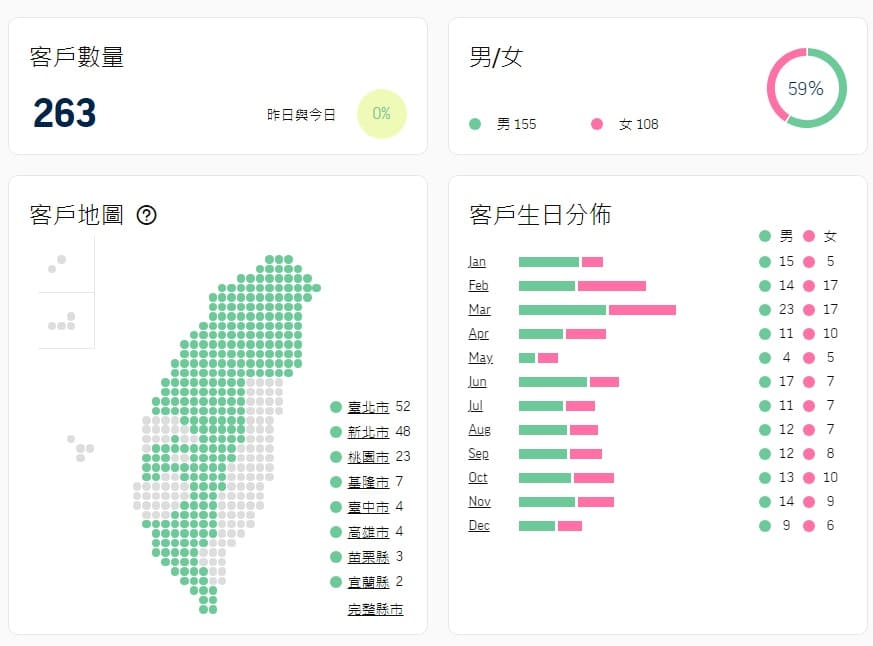 客戶數量
263
昨日與今日 0%
男/女
男 155 女 108
59%
客戶地圖
?
臺北市 52
新北市 48
桃園市 23
基隆市 7
臺中市 4
高雄市 4
苗栗縣 3
宜蘭縣 2
完整縣市
客戶生日分佈
男 女
Jan 15 5
Feb 14 17
Mar 23 17
Apr 11 10
May 4 5
Jun 17 7
Jul 11 7
Aug 12 7
Sep 12 8
Oct 13 10
Nov 14 9
Dec 9 6